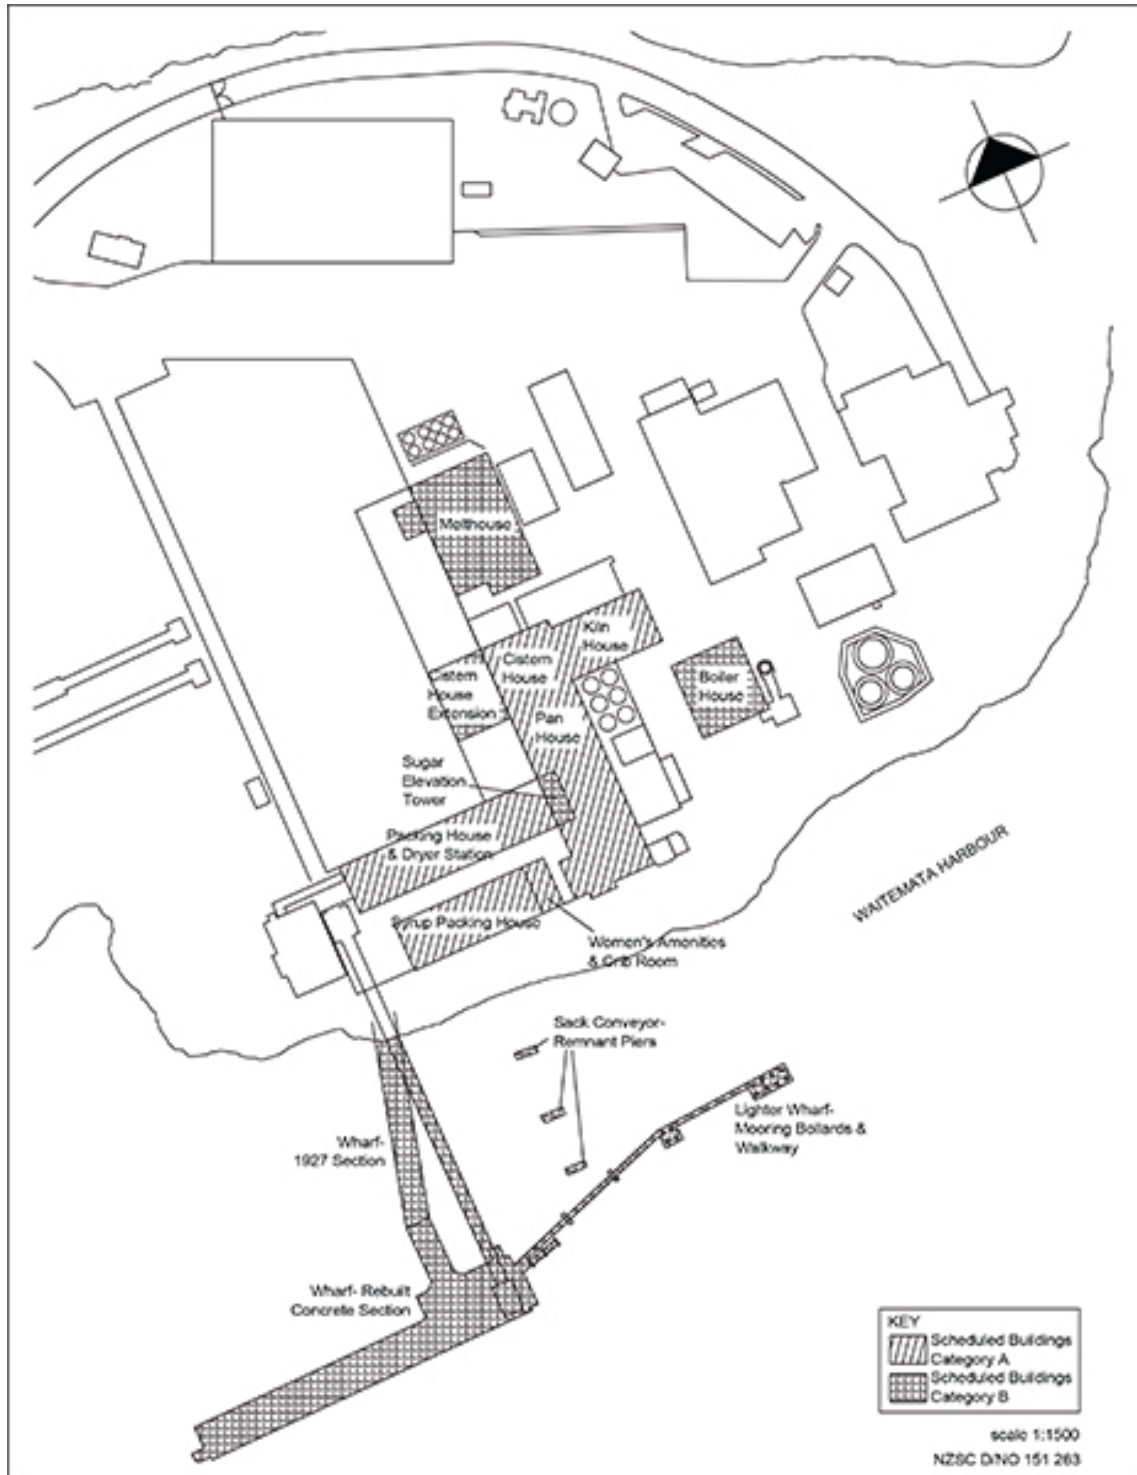 Melthouse
Kiln
House
Cistern
House
Cistern
House
Extension
Boiler
House
Pan
House
Sugar
Elevation
Tower
Packing House
& Dryer Station
WAITEMATA HARBOUR
Syrup Packing House
Women's Amenities
& Crib Room
Sack Conveyor-
Remnant Piers
Lighter Wharf-
Mooring Bollards &
Walkway
Wharf-
1927 Section
Wharf- Rebuilt
Concrete Section
KEY
Scheduled Buildings
Category A
Scheduled Buildings
Category B
scale 1:1500
NZSC D/NO 151 263